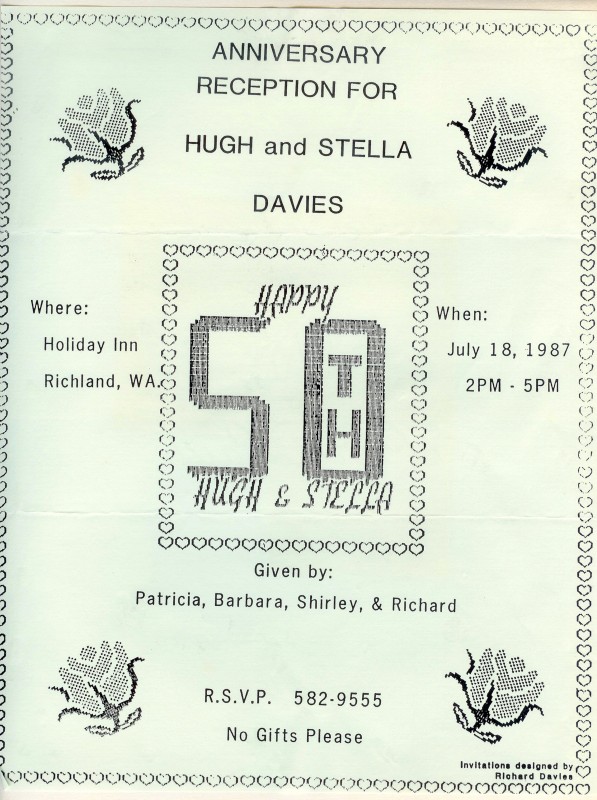 ANNIVERSARY
RECEPTION FOR
HUGH and STELLA
DAVIES
Where:
Holiday Inn
Richland, WA.
Happy
50
TH
HUGH & STELLA
When:
July 18, 1987
2PM - 5PM
Given by:
Patricia, Barbara, Shirley, & Richard
R.S.V.P. 582-9555
No Gifts Please
Invitations designed by
Richard Davies